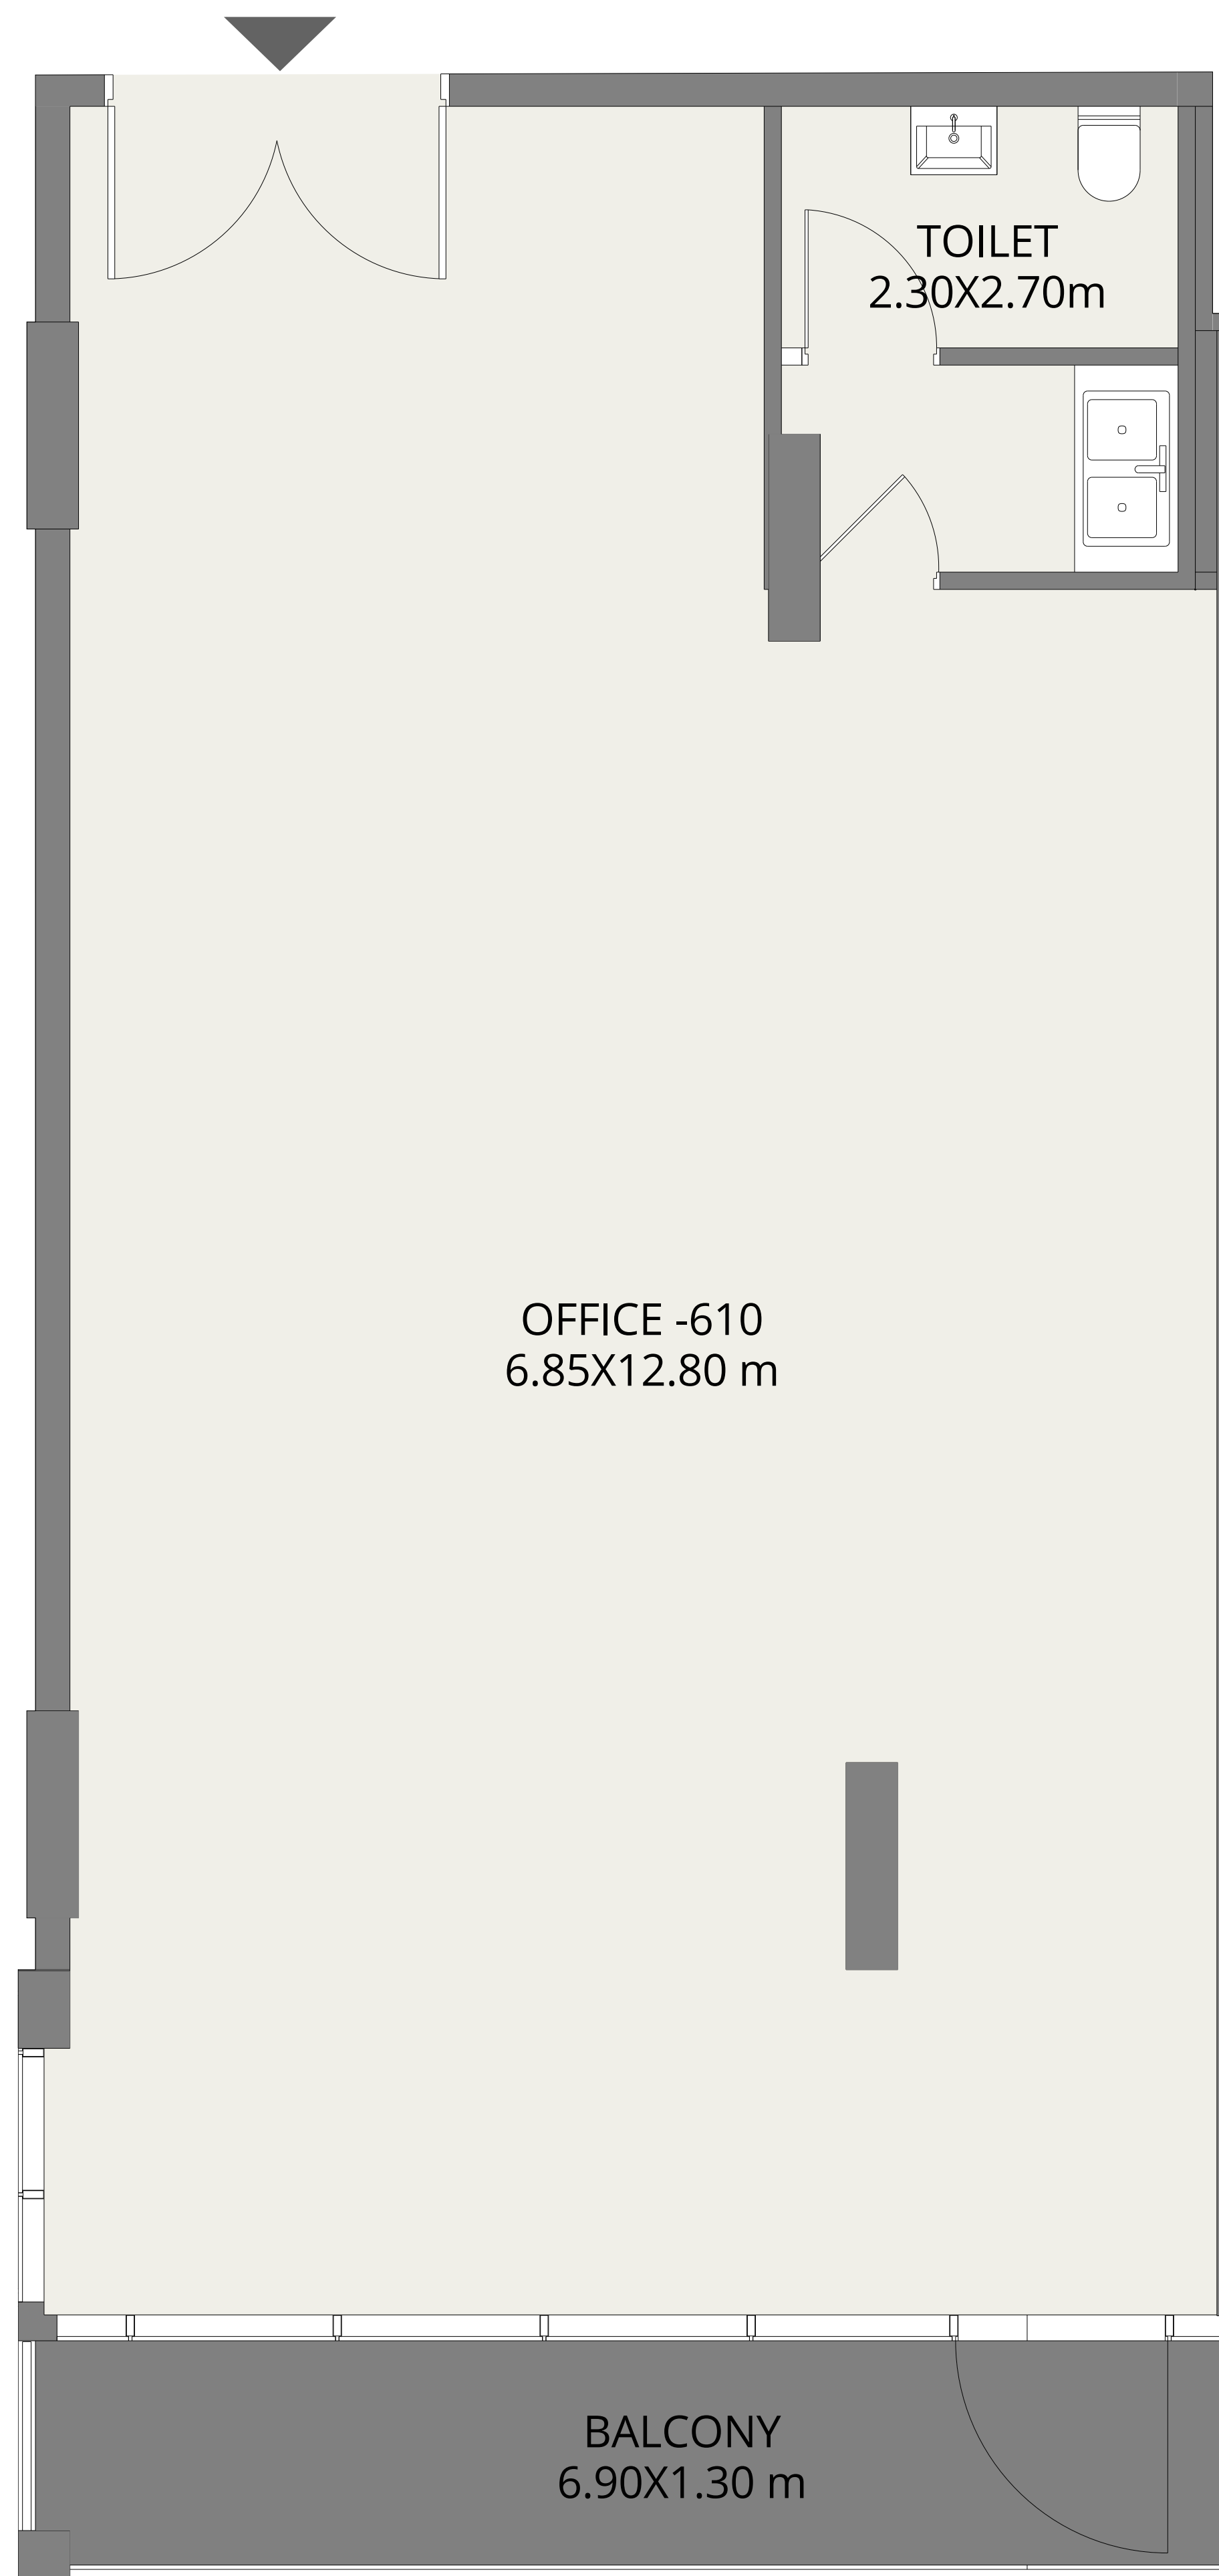 TOILET
2.30X2.70m
OFFICE -610
6.85X12.80 m
BALCONY
6.90X1.30 m